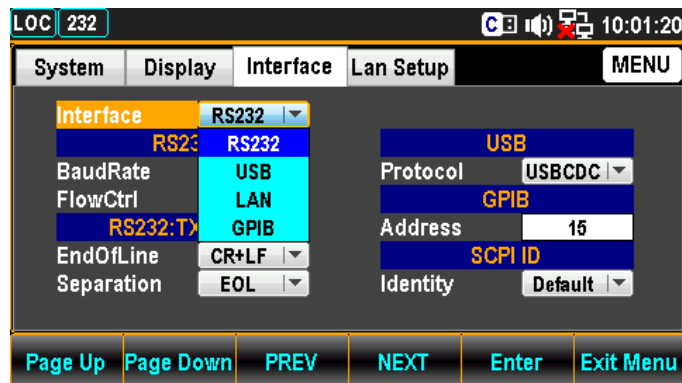 LOC 232 C 10:01:20
System Display Interface Lan Setup MENU
Interface RS232
RS23 RS232 USB
BaudRate USB Protocol USBCDC
FlowCtrl LAN GPIB
RS232:TX GPIB Address 15
EndOfLine CR+LF SCPI ID
Separation EOL Identity Default
Page Up Page Down PREV NEXT Enter Exit Menu